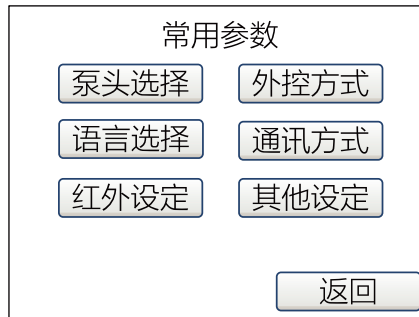 常用参数
泵头选择 外控方式
语言选择 通讯方式
红外设定 其他设定
返回